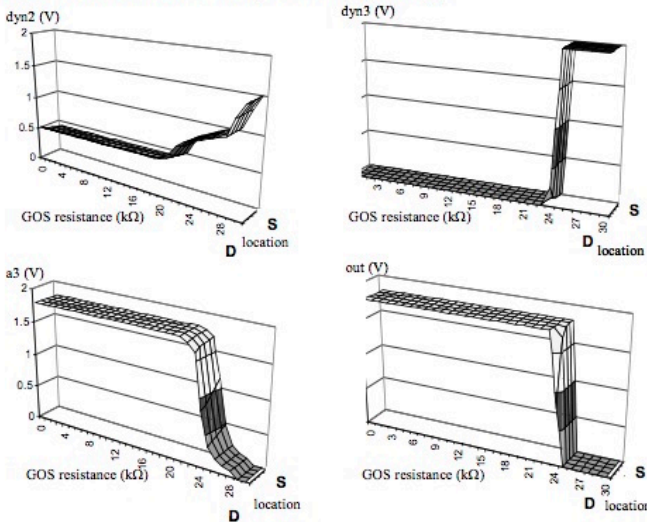 dyn2 (V)
2
1.5
1
0.5
0
0
4
8
12
16
20
24
28
GOS resistance (kΩ)
S
D
location
dyn3 (V)
3
6
9
12
15
18
21
24
27
30
GOS resistance (kΩ)
S
D
location
a3 (V)
2
1.5
1
0.5
0
0
4
8
12
16
20
24
28
GOS resistance (kΩ)
S
D
location
out (V)
0
3
6
9
12
15
18
21
24
27
30
GOS resistance (kΩ)
S
D
location